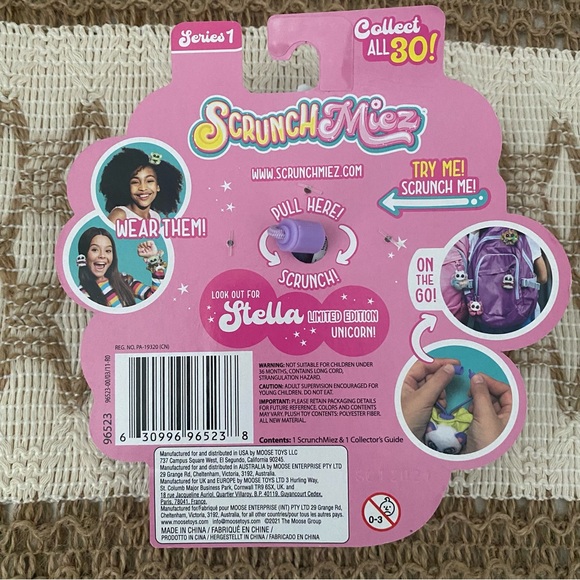 Series 1
Collect
ALL 30!
SCRUNCHMiez
WWW.SCRUNCHMIEZ.COM
TRY ME!
SCRUNCH ME!
WEAR THEM!
PULL HERE!
SCRUNCH!
ON
THE
GO!
LOOK OUT FOR
Stella LIMITED EDITION
UNICORN!
REG. NO. PA-19320 (CN)
96523
96523-00/03/11-R0
6 30996 96523 8
WARNING: NOT SUITABLE FOR CHILDREN UNDER
36 MONTHS, CONTAINS LONG CORD,
STRANGULATION HAZARD.
CAUTION: ADULT SUPERVISION ENCOURAGED FOR
YOUNG CHILDREN. DO NOT EAT.
IMPORTANT: PLEASE RETAIN PACKAGING DETAILS
FOR FUTURE REFERENCE. COLORS AND CONTENTS
MAY VARY. PLUSH TOY CONTENTS: POLYESTER FIBER,
ALL NEW MATERIAL.
Contents: 1 ScrunchMiez & 1 Collector's Guide
Manufactured for and distributed in USA by MOOSE TOYS LLC
737 Campus Square West, El Segundo, California 90245.
Manufactured for and distributed in AUSTRALIA by MOOSE ENTERPRISE PTY LTD
29 Grange Rd, Cheltenham, Victoria, 3192, Australia.
Manufactured for UK and EUROPE by MOOSE TOYS LTD 3 Hurling Way,
St. Columb Major Business Park, Cornwall TR9 6SX, UK and
18 rue Jacqueline Auriol, Quartier Villaroy, B.P. 40119, Guyancourt Cedex,
Paris, 78041, France.
Manufactured for/Fabriqué pour MOOSE ENTERPRISE (INT) PTY LTD 29 Grange
Rd, Cheltenham, Victoria, 3192, Australia, for all other countries/pour tous les autres pays.
www.moosetoys.com info@moosetoys.com ©2021 The Moose Group
MADE IN CHINA / FABRIQUÉ EN CHINE /
PRODOTTO IN CINA / HERGESTELLT IN CHINA /
0-3